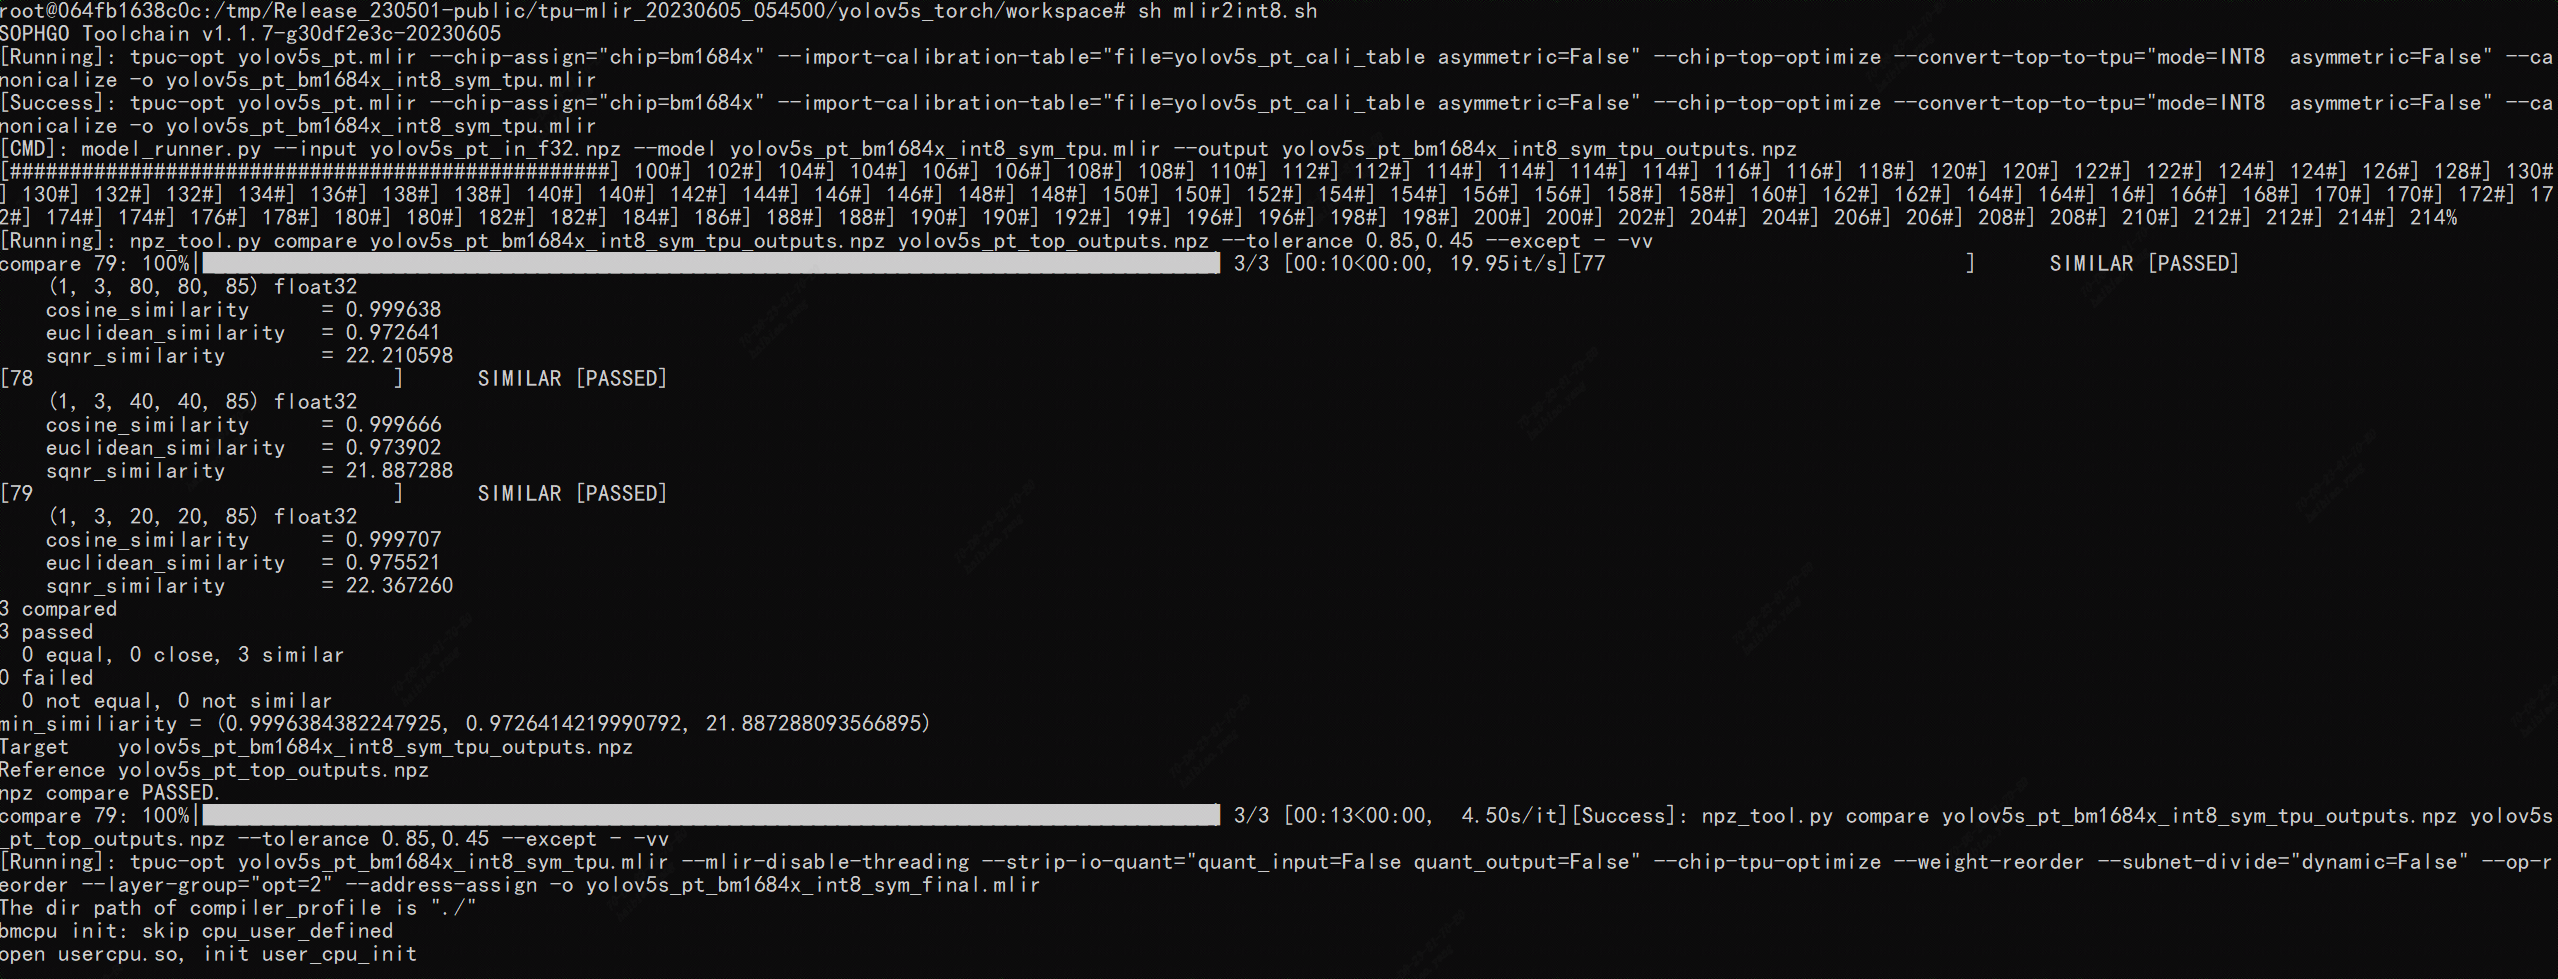 root@064fb1638c0c:/tmp/Release_230501-public/tpu-mlir_20230605_054500/yolov5s_torch/workspace# sh mlir2int8.sh
SOPHGO Toolchain v1.1.7-g30df2e3c-20230605
[Running]: tpuc-opt yolov5s_pt.mlir --chip-assign="chip=bm1684x" --import-calibration-table="file=yolov5s_pt_cali_table asymmetric=False" --chip-top-optimize --convert-top-to-tpu="mode=INT8  asymmetric=False" --ca
nonicalize -o yolov5s_pt_bm1684x_int8_sym_tpu.mlir
[Success]: tpuc-opt yolov5s_pt.mlir --chip-assign="chip=bm1684x" --import-calibration-table="file=yolov5s_pt_cali_table asymmetric=False" --chip-top-optimize --convert-top-to-tpu="mode=INT8  asymmetric=False" --ca
nonicalize -o yolov5s_pt_bm1684x_int8_sym_tpu.mlir
[CMD]: model_runner.py --input yolov5s_pt_in_f32.npz --model yolov5s_pt_bm1684x_int8_sym_tpu.mlir --output yolov5s_pt_bm1684x_int8_sym_tpu_outputs.npz
[##################################################] 100#] 102#] 104#] 104#] 106#] 106#] 108#] 108#] 110#] 112#] 112#] 114#] 114#] 114#] 114#] 116#] 116#] 118#] 120#] 120#] 122#] 122#] 124#] 124#] 126#] 128#] 130#
] 130#] 132#] 132#] 134#] 136#] 138#] 138#] 140#] 140#] 142#] 144#] 146#] 146#] 148#] 148#] 150#] 150#] 152#] 154#] 154#] 156#] 156#] 158#] 158#] 160#] 162#] 162#] 164#] 164#] 16#] 166#] 168#] 170#] 170#] 172#] 17
2#] 174#] 174#] 176#] 178#] 180#] 180#] 182#] 182#] 184#] 186#] 188#] 188#] 190#] 190#] 192#] 19#] 196#] 196#] 198#] 198#] 200#] 200#] 202#] 204#] 204#] 206#] 206#] 208#] 208#] 210#] 212#] 212#] 214#] 214%
[Running]: npz_tool.py compare yolov5s_pt_bm1684x_int8_sym_tpu_outputs.npz yolov5s_pt_top_outputs.npz --tolerance 0.85,0.45 --except - -vv
compare 79: 100%| | 3/3 [00:10<00:00, 19.95it/s][77 ] SIMILAR [PASSED]
(1, 3, 80, 80, 85) float32
cosine_similarity = 0.999638
euclidean_similarity = 0.972641
sqnr_similarity = 22.210598
[78 ] SIMILAR [PASSED]
(1, 3, 40, 40, 85) float32
cosine_similarity = 0.999666
euclidean_similarity = 0.973902
sqnr_similarity = 21.887288
[79 ] SIMILAR [PASSED]
(1, 3, 20, 20, 85) float32
cosine_similarity = 0.999707
euclidean_similarity = 0.975521
sqnr_similarity = 22.367260
3 compared
3 passed
0 equal, 0 close, 3 similar
0 failed
0 not equal, 0 not similar
min_similiarity = (0.9996384382247925, 0.9726414219990792, 21.887288093566895)
Target yolov5s_pt_bm1684x_int8_sym_tpu_outputs.npz
Reference yolov5s_pt_top_outputs.npz
npz compare PASSED.
compare 79: 100%| | 3/3 [00:13<00:00, 4.50s/it][Success]: npz_tool.py compare yolov5s_pt_bm1684x_int8_sym_tpu_outputs.npz yolov5s
_pt_top_outputs.npz --tolerance 0.85,0.45 --except - -vv
[Running]: tpuc-opt yolov5s_pt_bm1684x_int8_sym_tpu.mlir --mlir-disable-threading --strip-io-quant="quant_input=False quant_output=False" --chip-tpu-optimize --weight-reorder --subnet-divide="dynamic=False" --op-r
eorder --layer-group="opt=2" --address-assign -o yolov5s_pt_bm1684x_int8_sym_final.mlir
The dir path of compiler_profile is "./"
bmcpu init: skip cpu_user_defined
open usercpu.so, init user_cpu_init